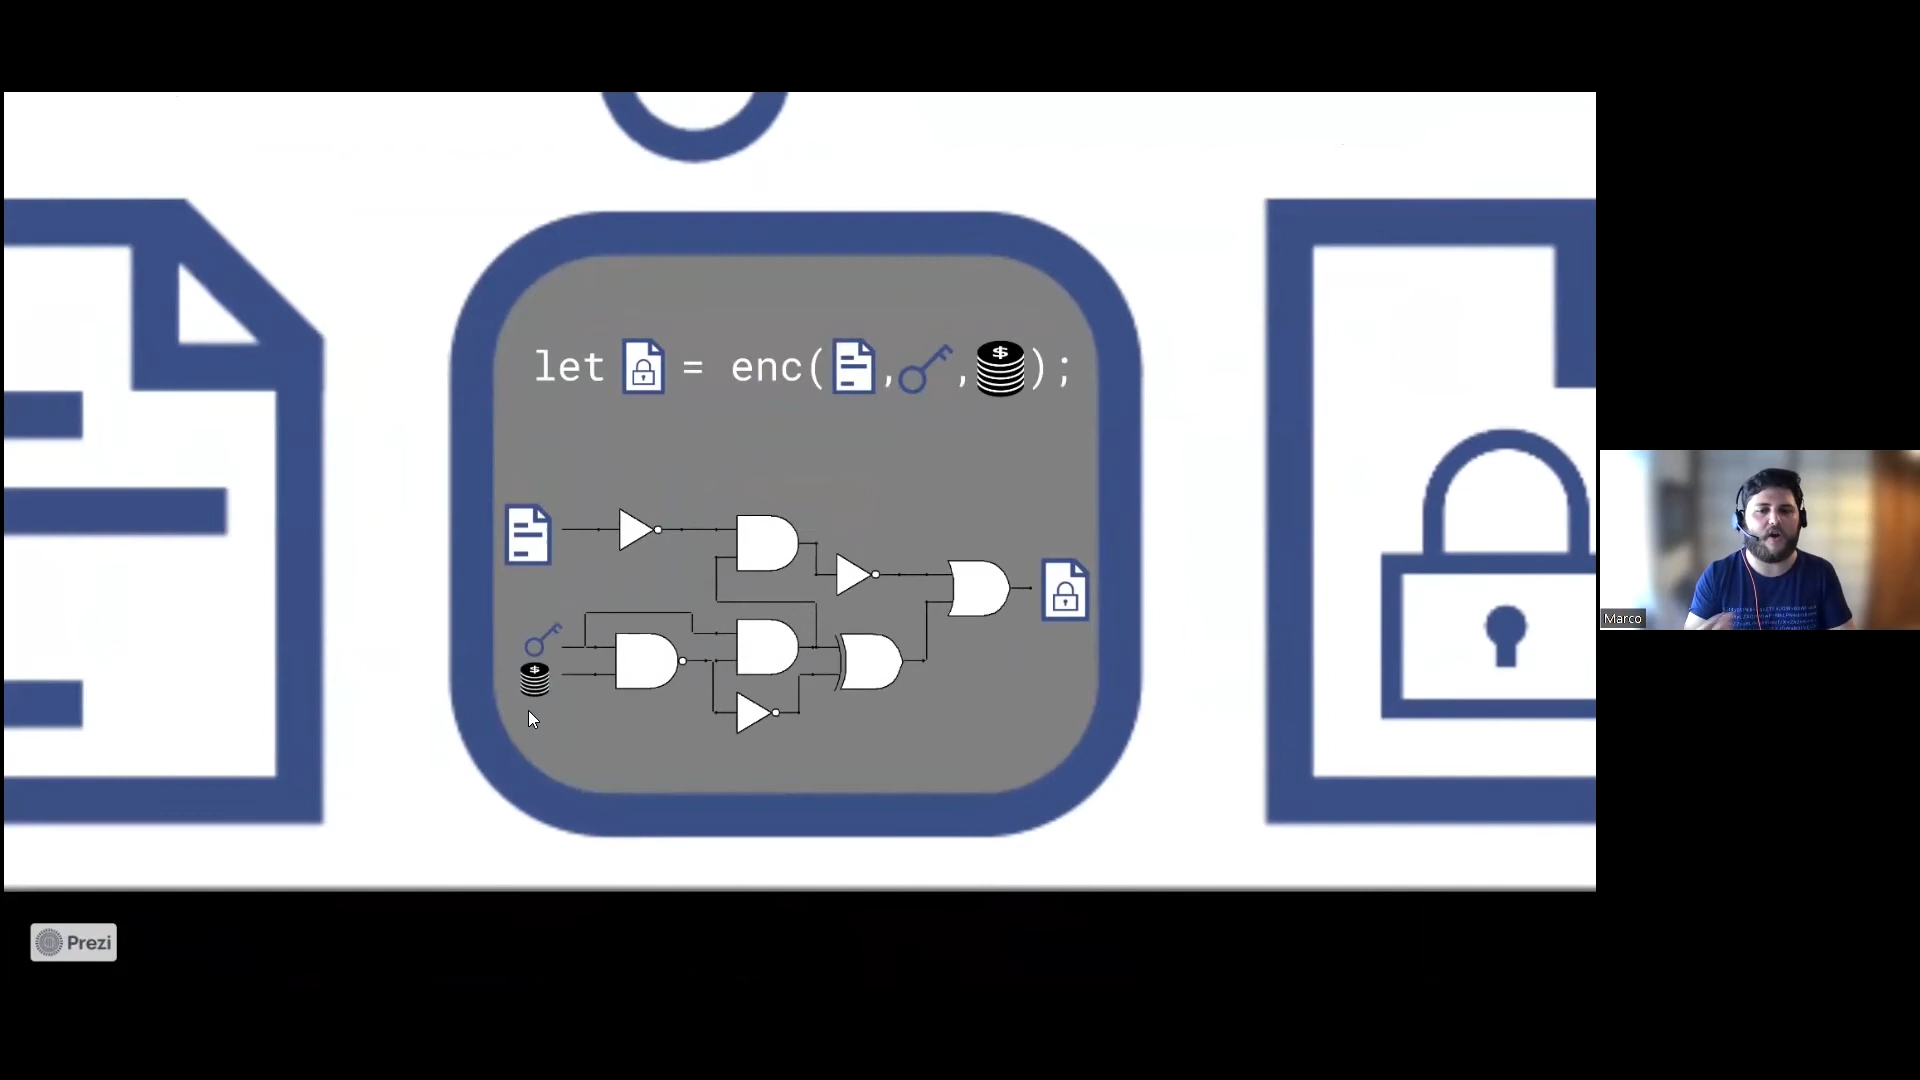 let = enc( , , $ );
$
Marco
Prezi